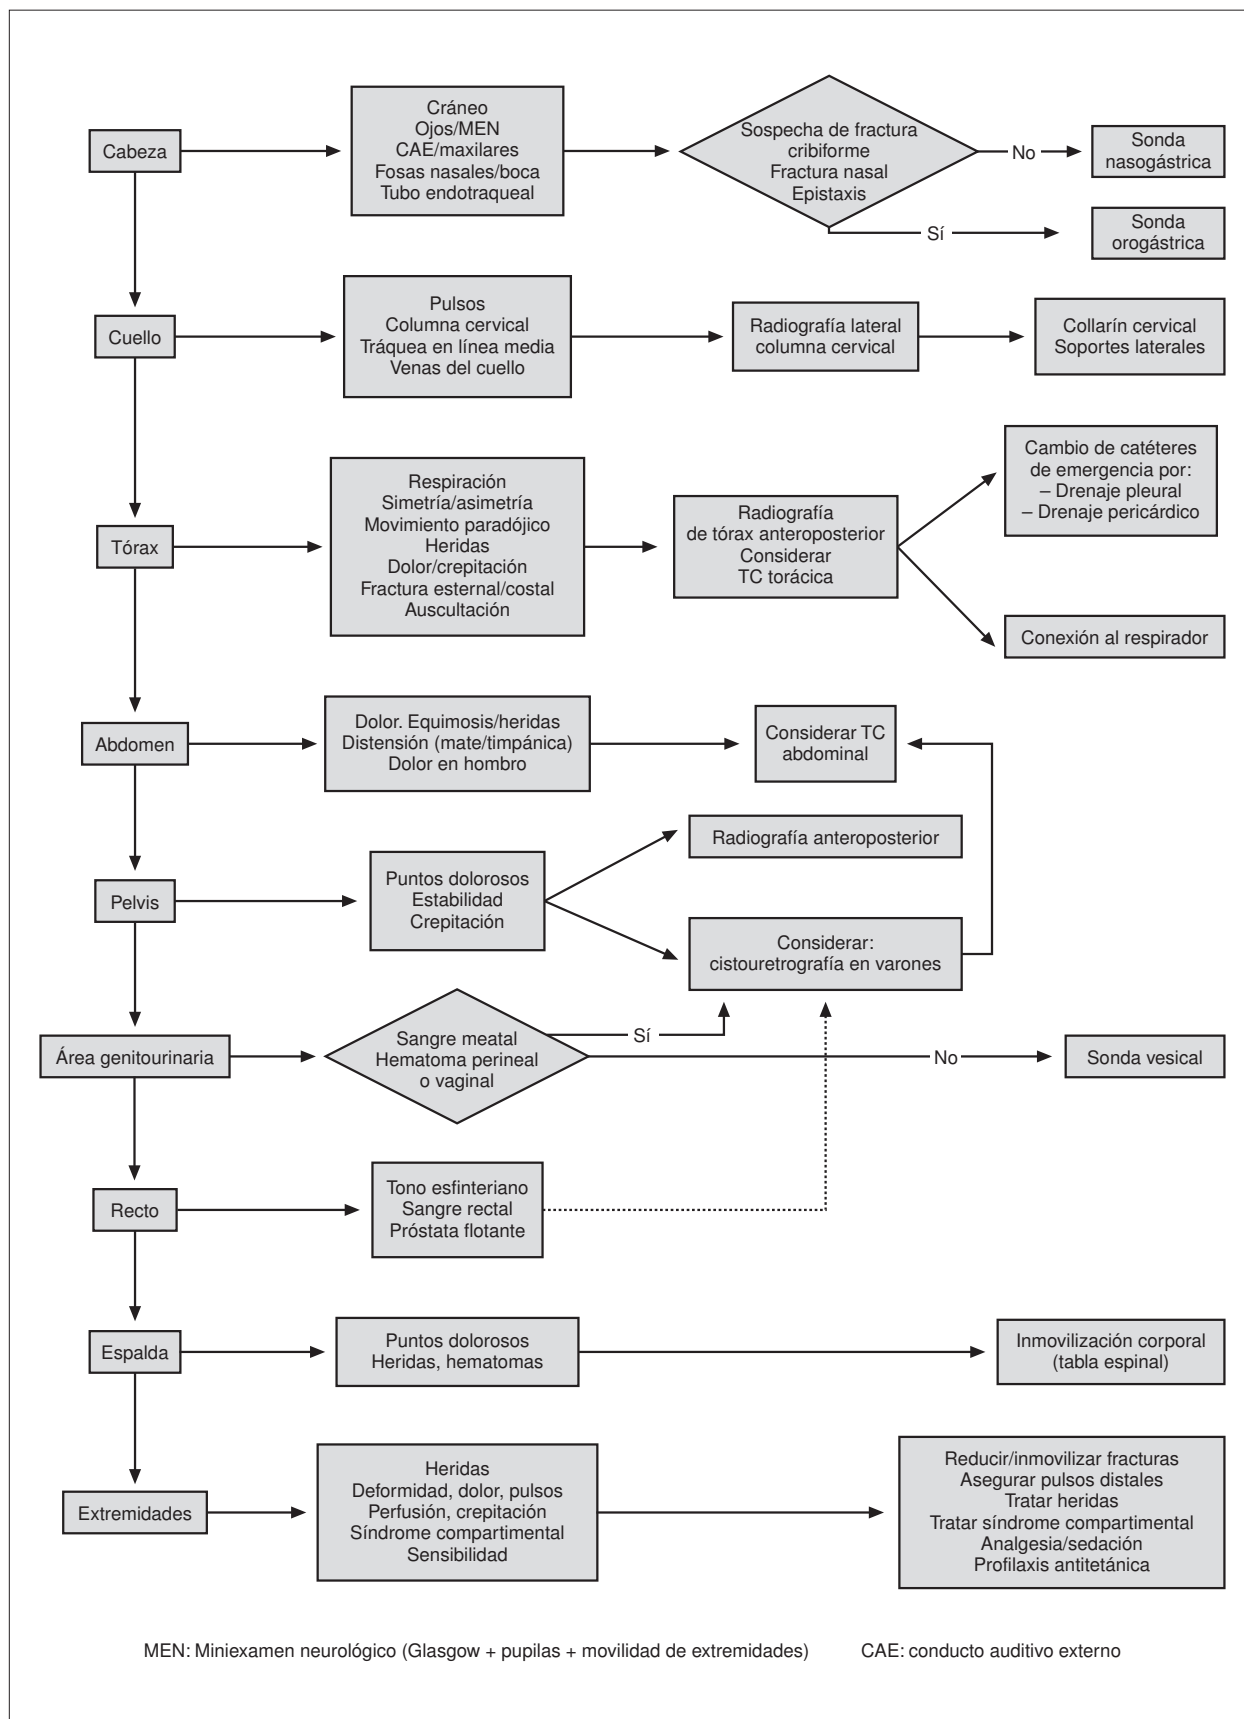 Cabeza
Cráneo
Ojos/MEN
CAE/maxilares
Fosas nasales/boca
Tubo endotraqueal
Sospecha de fractura
cribiforme
Fractura nasal
Epistaxis
No
Sonda
nasogástrica
Sí
Sonda
orogástrica
Cuello
Pulsos
Columna cervical
Tráquea en línea media
Venas del cuello
Radiografía lateral
columna cervical
Collarín cervical
Soportes laterales
Tórax
Respiración
Simetría/asimetría
Movimiento paradójico
Heridas
Dolor/crepitación
Fractura esternal/costal
Auscultación
Radiografía
de tórax anteroposterior
Considerar
TC torácica
Cambio de catéteres
de emergencia por:
– Drenaje pleural
– Drenaje pericárdico
Conexión al respirador
Abdomen
Dolor. Equimosis/heridas
Distensión (mate/timpánica)
Dolor en hombro
Considerar TC
abdominal
Pelvis
Puntos dolorosos
Estabilidad
Crepitación
Radiografía anteroposterior
Considerar:
cistouretrografía en varones
Área genitourinaria
Sangre meatal
Hematoma perineal
o vaginal
Sí
No
Sonda vesical
Recto
Tono esfinteriano
Sangre rectal
Próstata flotante
Espalda
Puntos dolorosos
Heridas, hematomas
Inmovilización corporal
(tabla espinal)
Extremidades
Heridas
Deformidad, dolor, pulsos
Perfusión, crepitación
Síndrome compartimental
Sensibilidad
Reducir/inmovilizar fracturas
Asegurar pulsos distales
Tratar heridas
Tratar síndrome compartimental
Analgesia/sedación
Profilaxis antitetánica
MEN: Miniexamen neurológico (Glasgow + pupilas + movilidad de extremidades) CAE: conducto auditivo externo